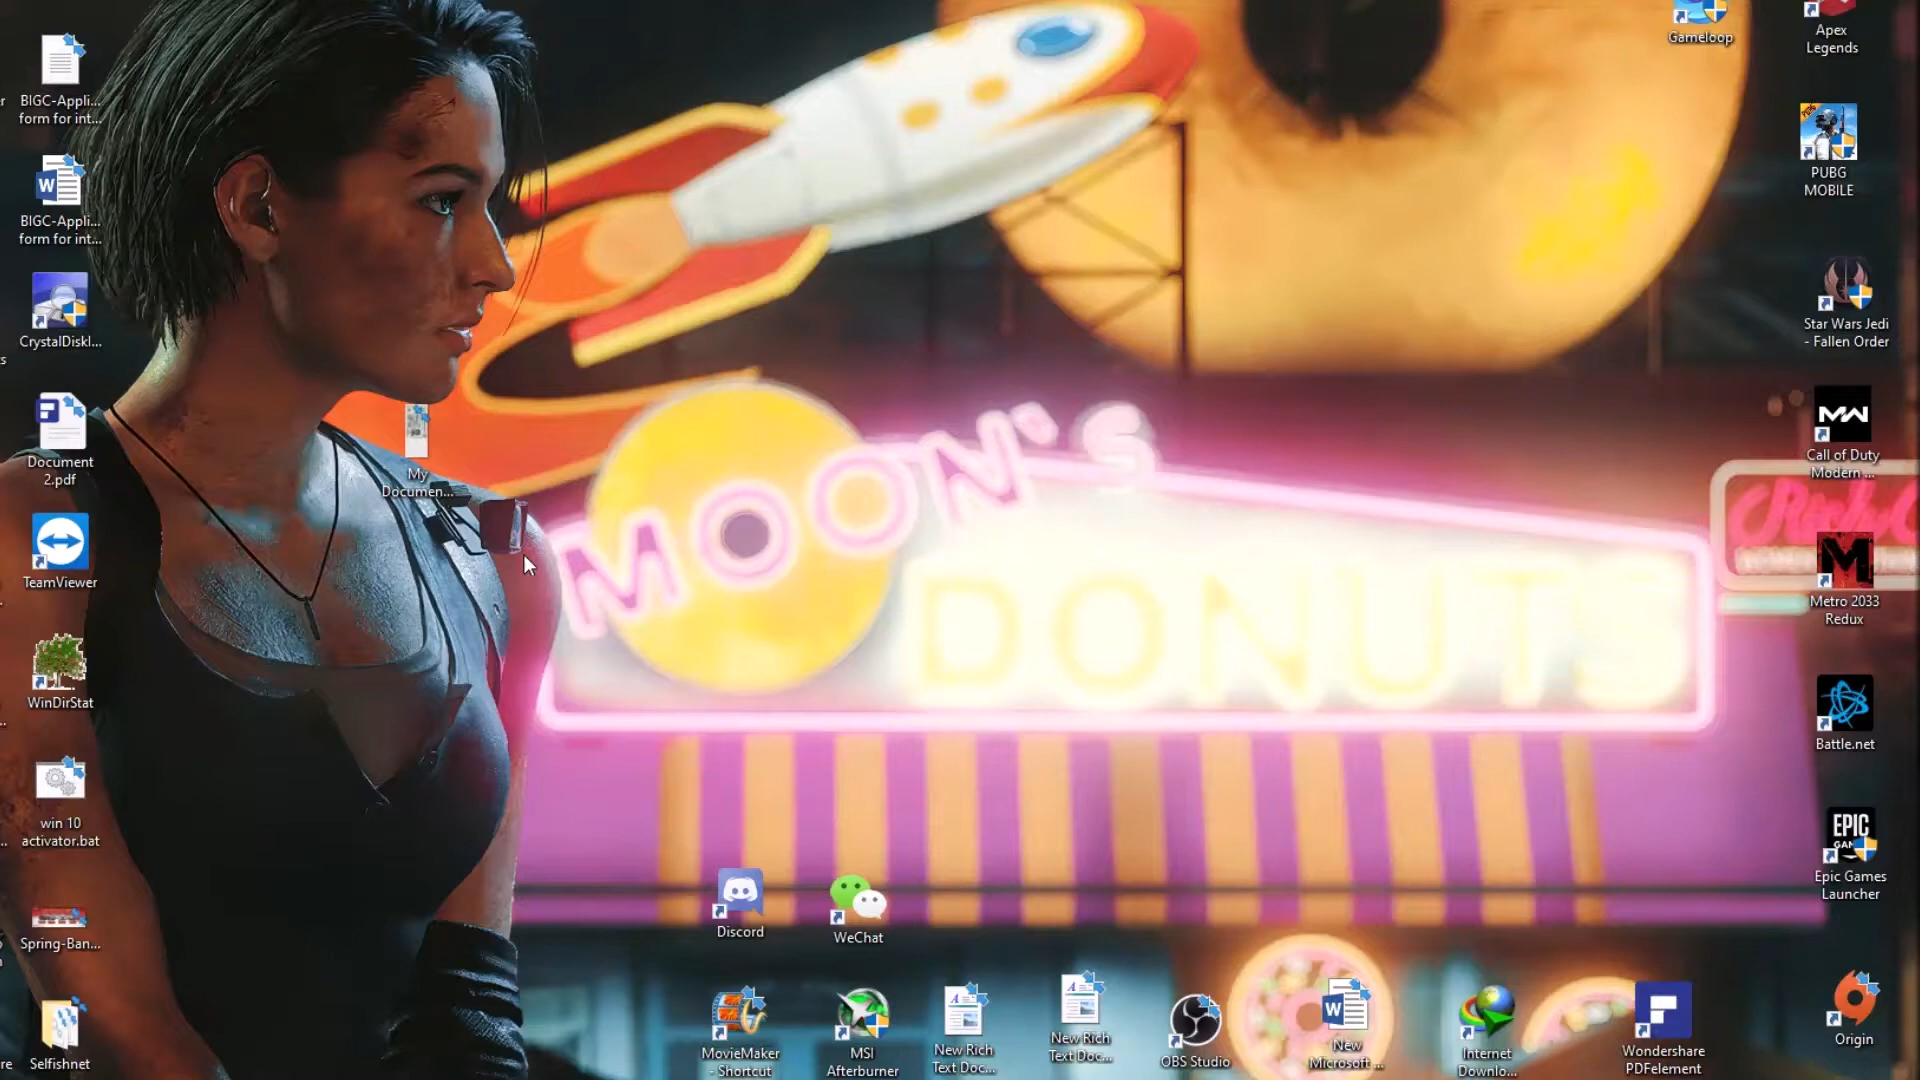 BIGC-Appli...
form for int...
BIGC-Appli...
form for int...
CrystalDiskI...
Document
2.pdf
TeamViewer
WinDirStat
win 10
activator.bat
Spring-Ban...
Selfishnet
My
Documen...
MOON'S
DONUTS
Discord
WeChat
MovieMaker
- Shortcut
MSI
Afterburner
New Rich
Text Doc...
New Rich
Text Doc...
OBS Studio
New
Microsoft ...
Internet
Downlo...
Wondershare
PDFelement
Gameloop
Apex
Legends
PUBG
MOBILE
Star Wars Jedi
- Fallen Order
MW
Call of Duty
Modern ...
Metro 2033
Redux
Battle.net
EPIC
Epic Games
Launcher
Origin